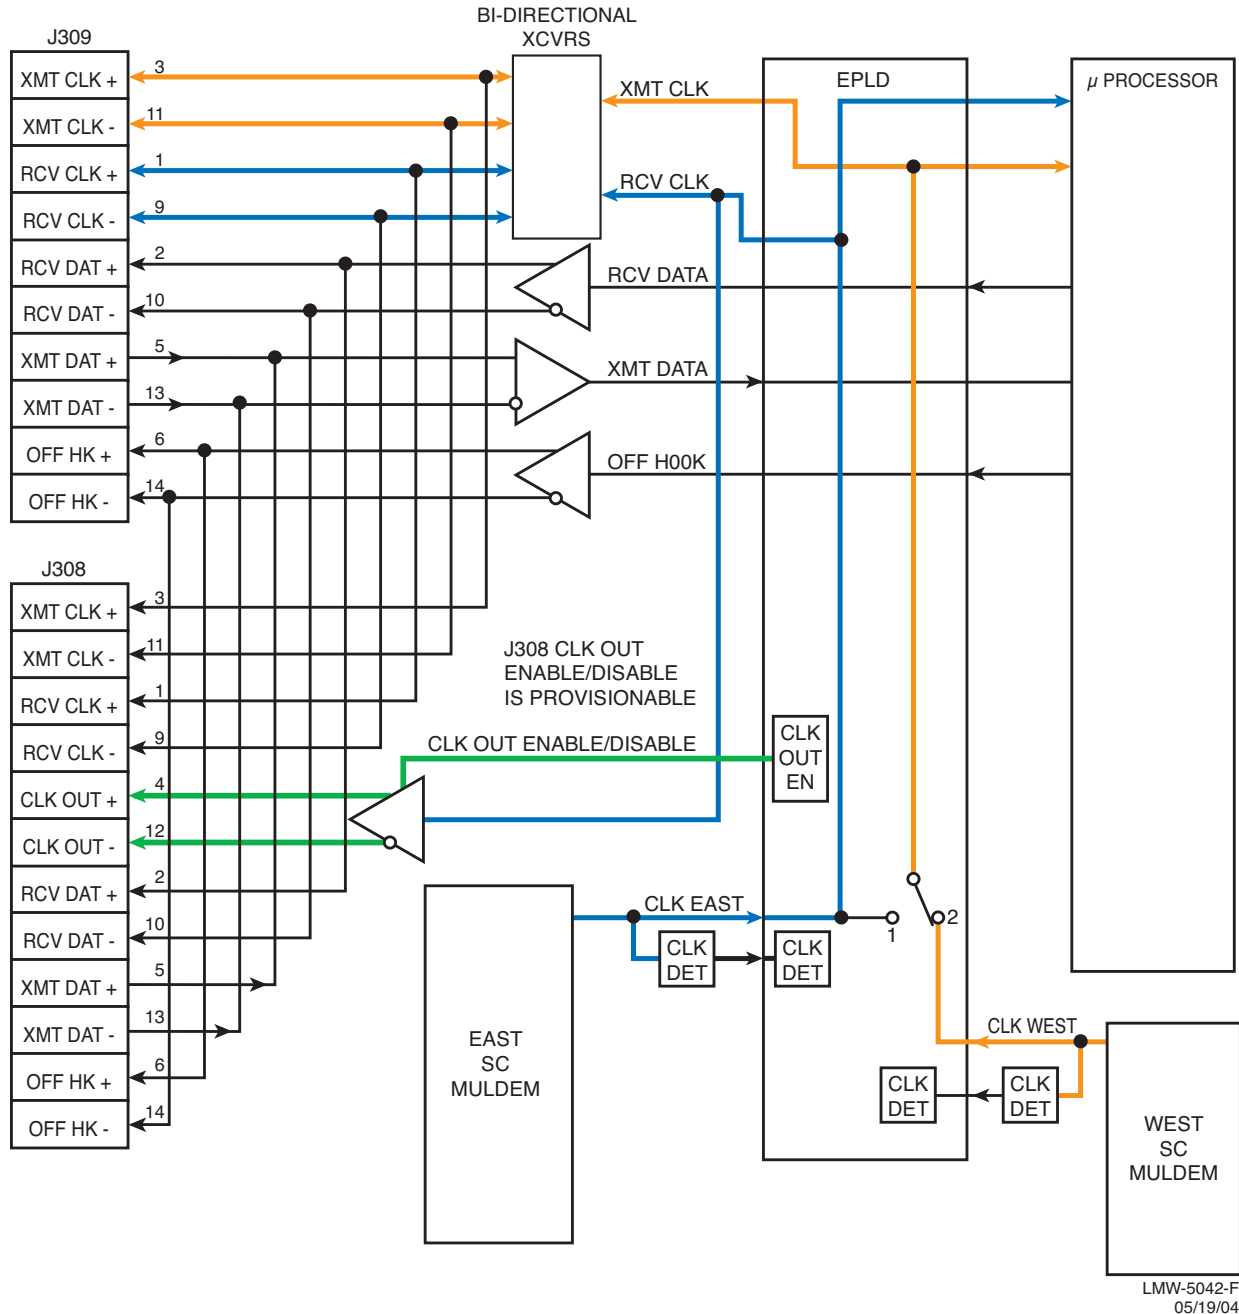 BI-DIRECTIONAL
XCVRS
J309
XMT CLK +
3
XMT CLK -
11
RCV CLK +
1
RCV CLK -
9
RCV DAT +
2
RCV DAT -
10
XMT DAT +
5
XMT DAT -
13
OFF HK +
6
OFF HK -
14
XMT CLK
RCV CLK
RCV DATA
XMT DATA
OFF H00K
EPLD
μ PROCESSOR
J308
XMT CLK +
3
XMT CLK -
11
RCV CLK +
1
RCV CLK -
9
CLK OUT +
4
CLK OUT -
12
RCV DAT +
2
RCV DAT -
10
XMT DAT +
5
XMT DAT -
13
OFF HK +
6
OFF HK -
14
J308 CLK OUT
ENABLE/DISABLE
IS PROVISIONABLE
CLK OUT ENABLE/DISABLE
CLK
OUT
EN
CLK EAST
CLK
DET
CLK
DET
1
2
EAST
SC
MULDEM
CLK WEST
CLK
DET
CLK
DET
WEST
SC
MULDEM
LMW-5042-F
05/19/04